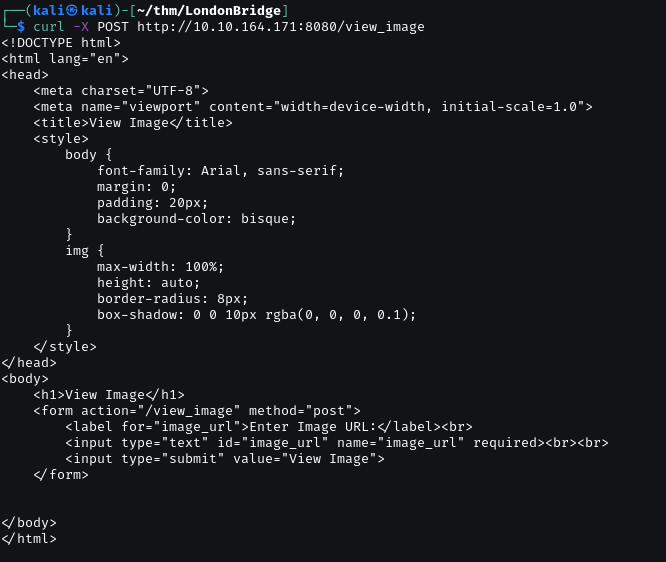 ┌──(kali㉿kali)-[~/thm/LondonBridge]
└─$ curl -X POST http://10.10.164.171:8080/view_image
<!DOCTYPE html>
<html lang="en">
<head>
    <meta charset="UTF-8">
    <meta name="viewport" content="width=device-width, initial-scale=1.0">
    <title>View Image</title>
    <style>
        body {
            font-family: Arial, sans-serif;
            margin: 0;
            padding: 20px;
            background-color: bisque;
        }
        img {
            max-width: 100%;
            height: auto;
            border-radius: 8px;
            box-shadow: 0 0 10px rgba(0, 0, 0, 0.1);
        }
    </style>
</head>
<body>
    <h1>View Image</h1>
    <form action="/view_image" method="post">
        <label for="image_url">Enter Image URL:</label><br>
        <input type="text" id="image_url" name="image_url" required><br><br>
        <input type="submit" value="View Image">
    </form>
</body>
</html>